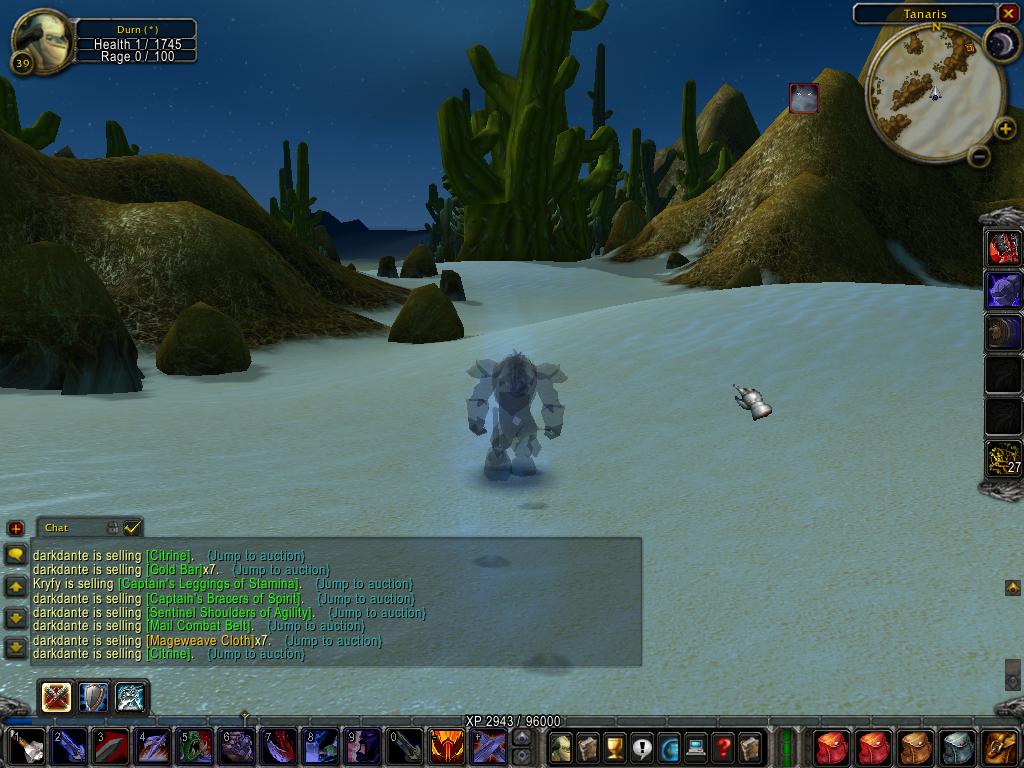 Durn (*)
Health 1 / 1745
Rage 0 / 100
39
Tanaris
N
27
Chat
darkdante is selling [Citrine]. {Jump to auction}
darkdante is selling [Gold Bar]x7. {Jump to auction}
Kryfy is selling [Captain's Leggings of Stamina]. {Jump to auction}
darkdante is selling [Captain's Bracers of Spirit]. {Jump to auction}
darkdante is selling [Sentinel Shoulders of Agility]. {Jump to auction}
darkdante is selling [Mail Combat Belt]. {Jump to auction}
darkdante is selling [Mageweave Cloth]x7. {Jump to auction}
darkdante is selling [Citrine]. {Jump to auction}
XP 2943 / 96000
1 2 3 4 5 6 7 8 9 0 - +